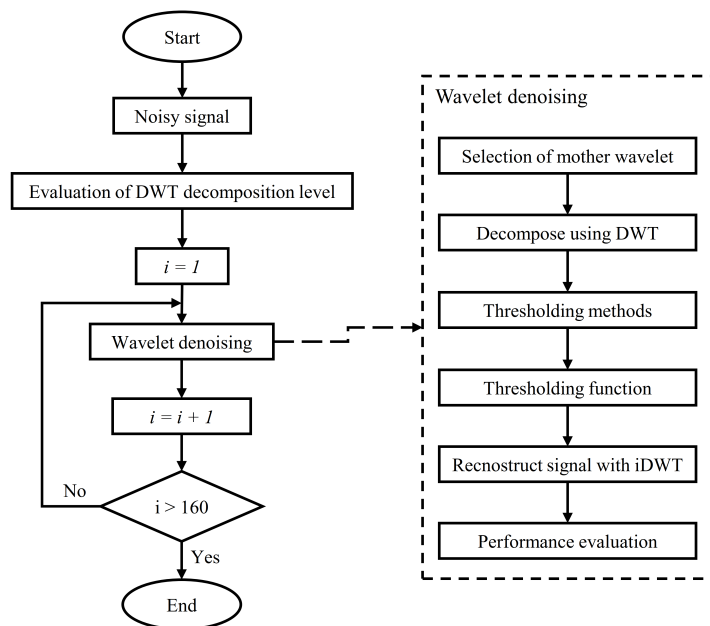 Start
Noisy signal
Evaluation of DWT decomposition level
i = 1
Wavelet denoising
i = i + 1
i > 160
No
Yes
End
Wavelet denoising
Selection of mother wavelet
Decompose using DWT
Thresholding methods
Thresholding function
Recnostruct signal with iDWT
Performance evaluation